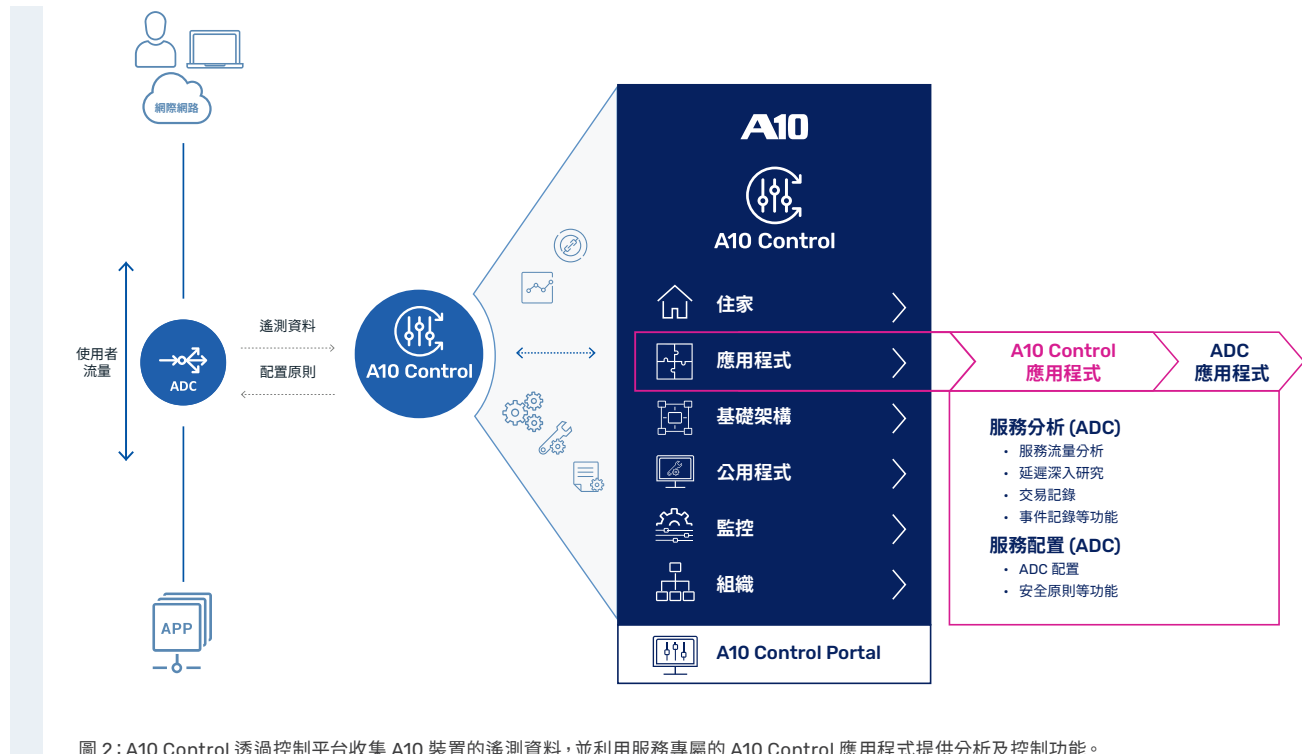 網際網路
使用者
流量
ADC
遙測資料
配置原則
A10 Control
APP
A10
A10 Control
住家
應用程式
基礎架構
公用程式
監控
組織
A10 Control Portal
A10 Control
應用程式
ADC
應用程式
服務分析 (ADC)
• 服務流量分析
• 延遲深入研究
• 交易記錄
• 事件記錄等功能
服務配置 (ADC)
• ADC 配置
• 安全原則等功能
圖 2：A10 Control 透過控制平台收集 A10 裝置的遙測資料，並利用服務專屬的 A10 Control 應用程式提供分析及控制功能。